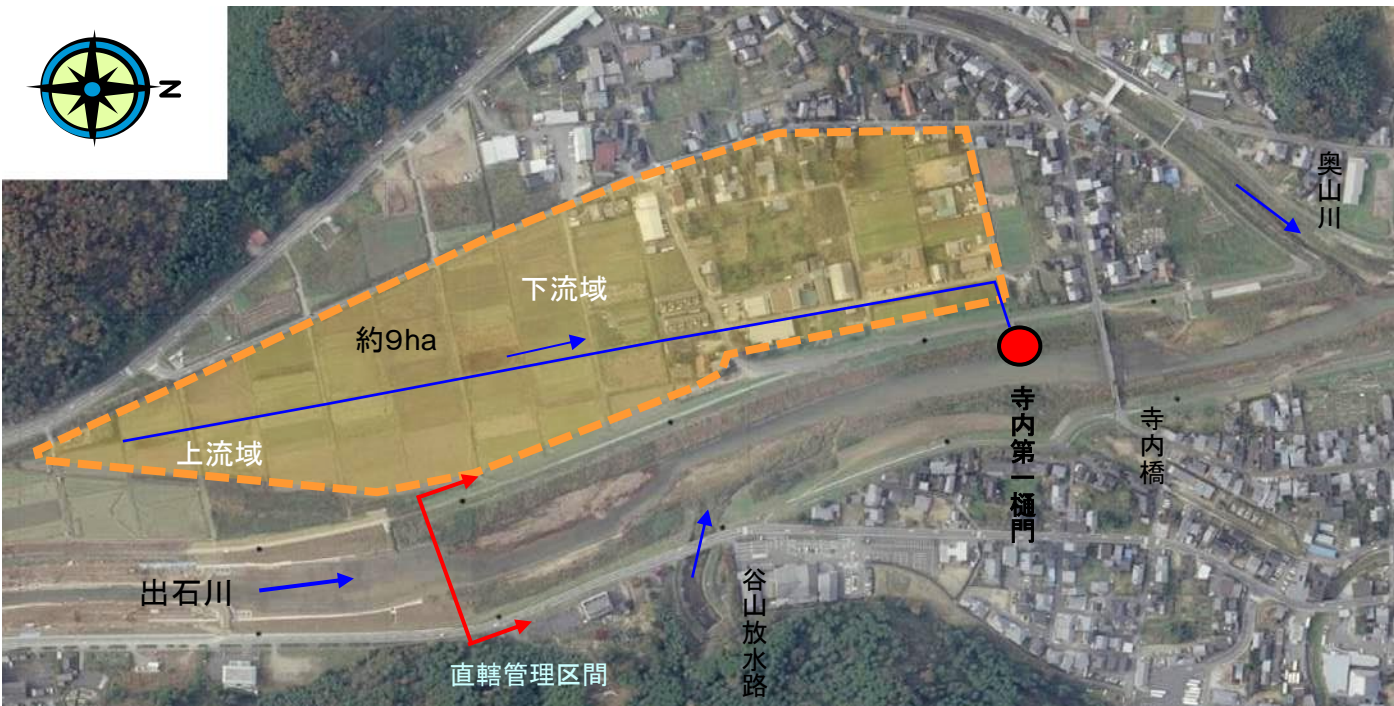 N
奥山川
下流域
約9ha
寺内第一樋門
寺内橋
上流域
出石川
谷山放水路
直轄管理区間